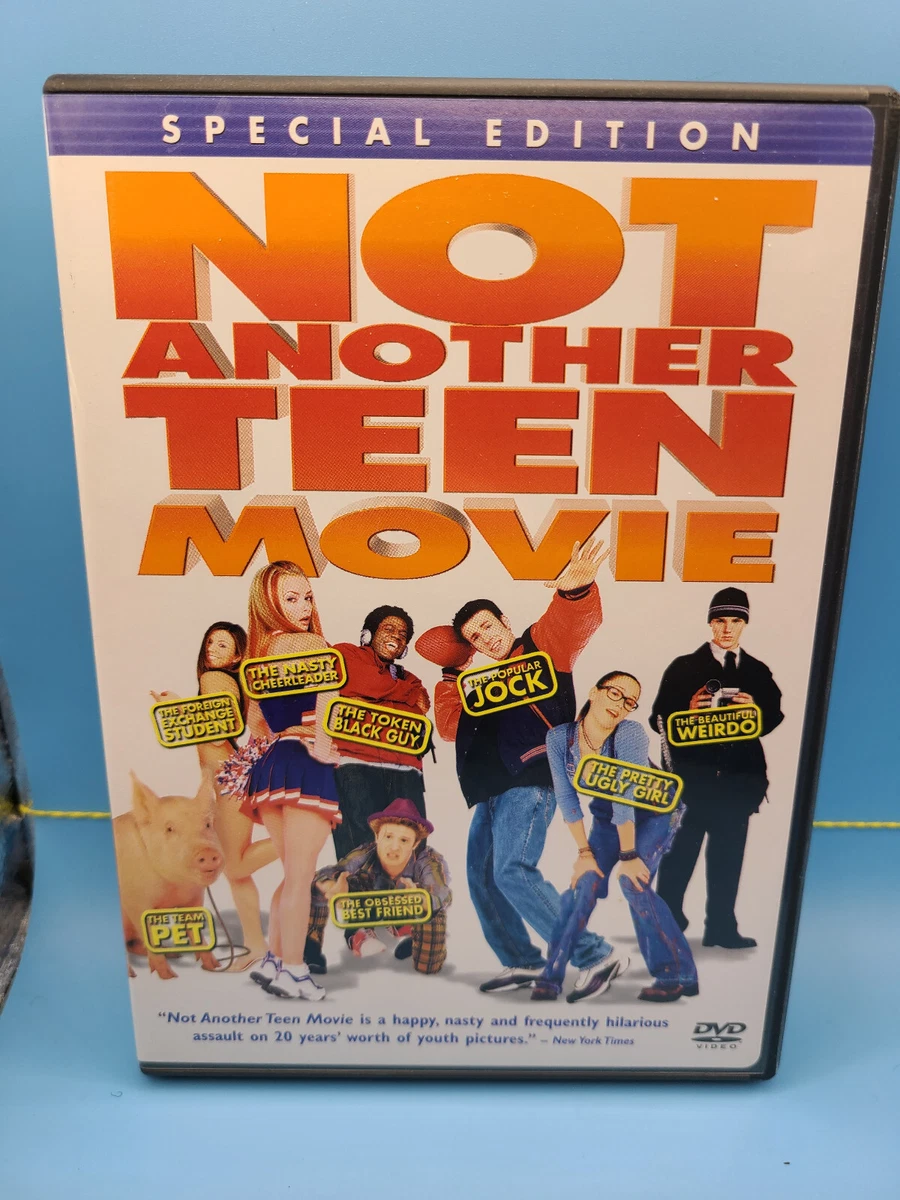 SPECIAL EDITION
NOT
ANOTHER
TEEN
MOVIE
THE FOREIGN
EXCHANGE
STUDENT
THE NASTY
CHEERLEADER
THE TOKEN
BLACK GUY
THE POPULAR
JOCK
THE PRETTY
UGLY GIRL
THE BEAUTIFUL
WEIRDO
THE TEAM
PET
THE OBSESSED
BEST FRIEND
"Not Another Teen Movie is a happy, nasty and frequently hilarious
assault on 20 years' worth of youth pictures." – New York Times
DVD
VIDEO